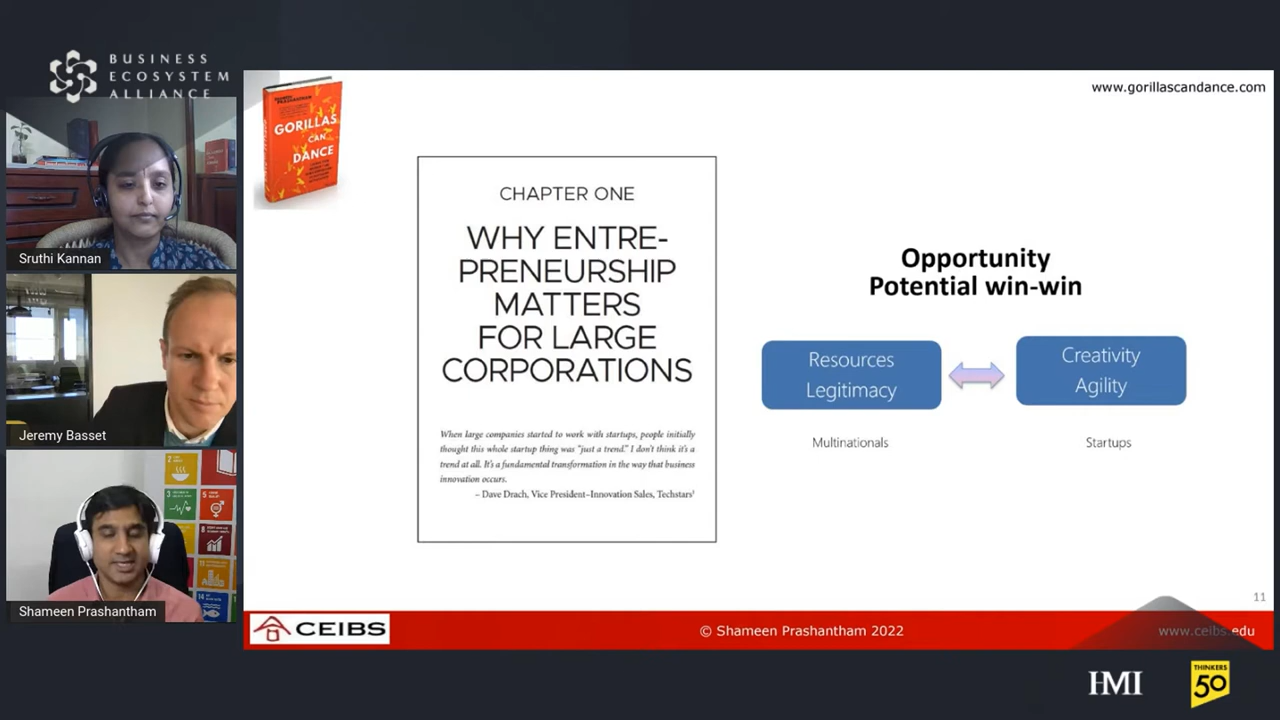 BUSINESS
ECOSYSTEM
ALLIANCE
www.gorillascandance.com
GORILLAS
CAN
DANCE
CHAPTER ONE
WHY ENTRE-
PRENEURSHIP
MATTERS
FOR LARGE
CORPORATIONS
When large companies started to work with startups, people initially
thought this whole startup thing was "just a trend." I don't think it's a
trend at all. It's a fundamental transformation in the way that business
innovation occurs.
– Dave Drach, Vice President–Innovation Sales, Techstars¹
Opportunity
Potential win-win
Resources
Legitimacy
Creativity
Agility
Multinationals
Startups
Sruthi Kannan
Jeremy Basset
Shameen Prashantham
11
CEIBS
© Shameen Prashantham 2022
www.ceibs.edu
IMI
THINKERS
50